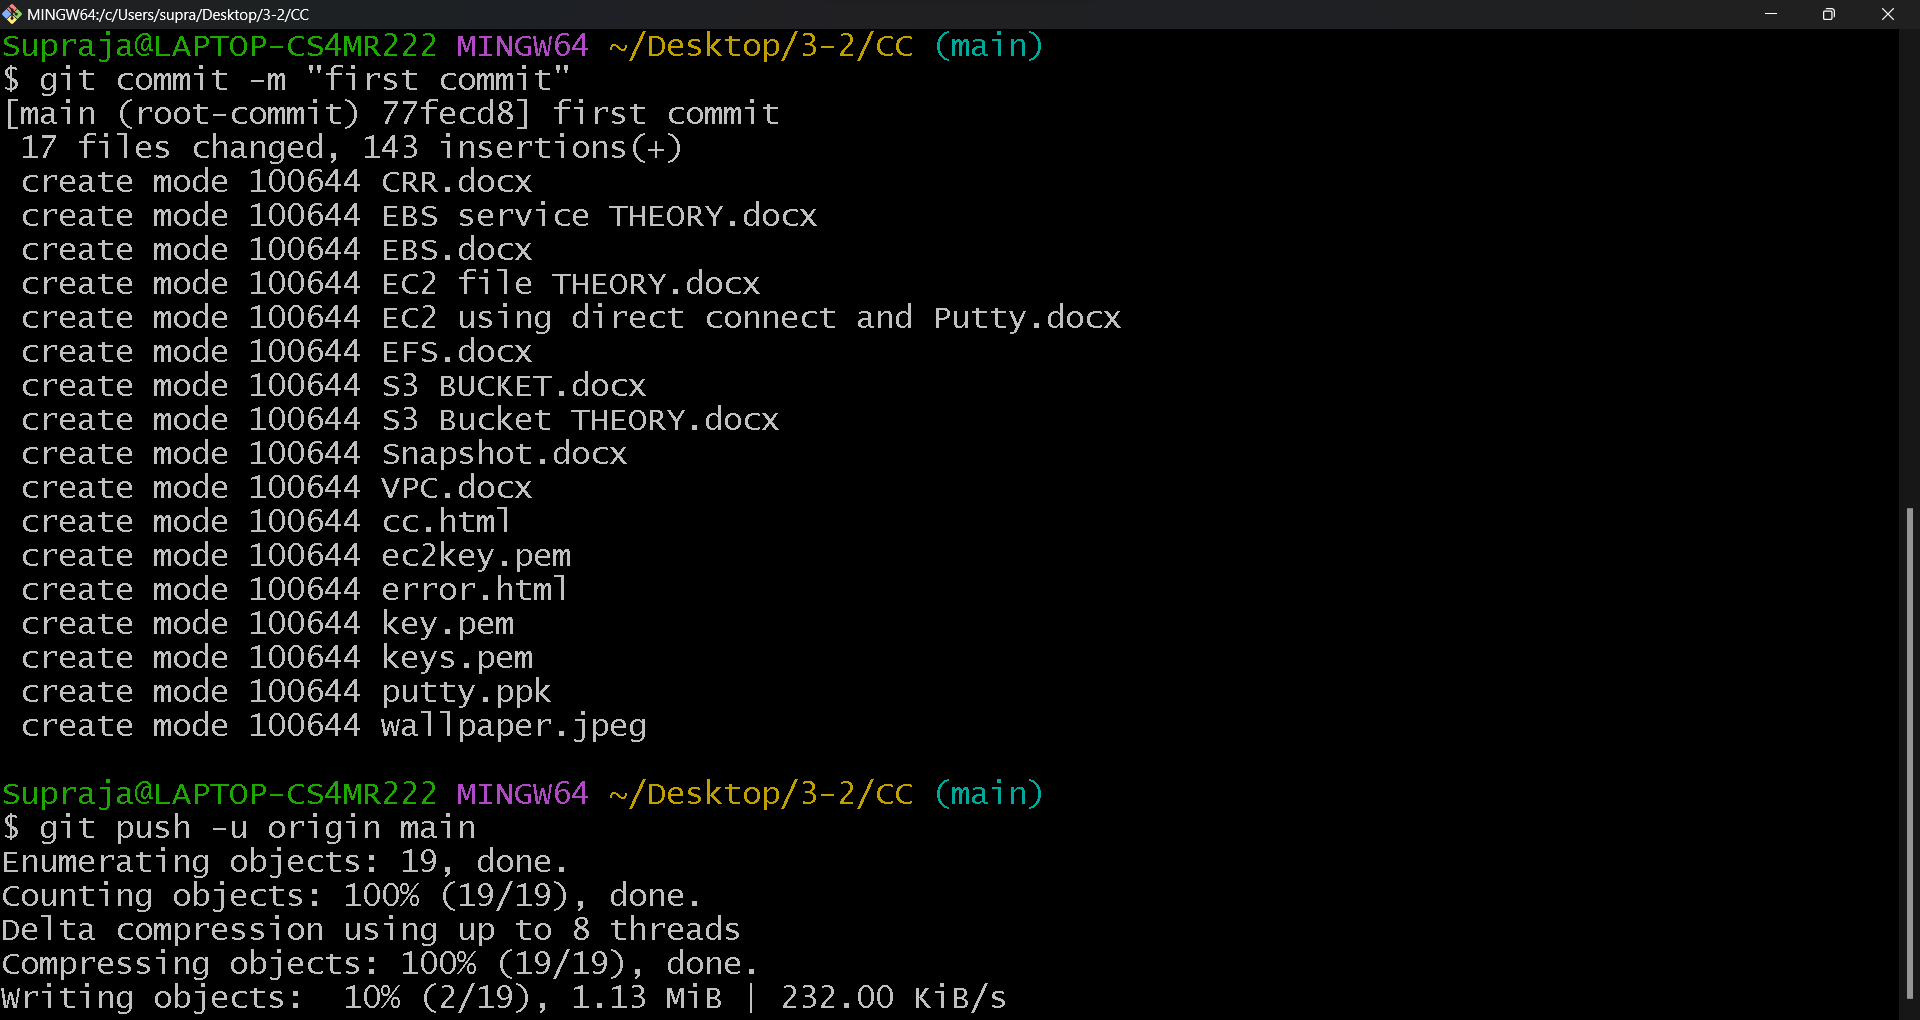 MINGW64:/c/Users/supra/Desktop/3-2/CC
Supraja@LAPTOP-CS4MR222 MINGW64 ~/Desktop/3-2/CC (main)
$ git commit -m "first commit"
[main (root-commit) 77fecd8] first commit
 17 files changed, 143 insertions(+)
 create mode 100644 CRR.docx
 create mode 100644 EBS service THEORY.docx
 create mode 100644 EBS.docx
 create mode 100644 EC2 file THEORY.docx
 create mode 100644 EC2 using direct connect and Putty.docx
 create mode 100644 EFS.docx
 create mode 100644 S3 BUCKET.docx
 create mode 100644 S3 Bucket THEORY.docx
 create mode 100644 Snapshot.docx
 create mode 100644 VPC.docx
 create mode 100644 cc.html
 create mode 100644 ec2key.pem
 create mode 100644 error.html
 create mode 100644 key.pem
 create mode 100644 keys.pem
 create mode 100644 putty.ppk
 create mode 100644 wallpaper.jpeg
Supraja@LAPTOP-CS4MR222 MINGW64 ~/Desktop/3-2/CC (main)
$ git push -u origin main
Enumerating objects: 19, done.
Counting objects: 100% (19/19), done.
Delta compression using up to 8 threads
Compressing objects: 100% (19/19), done.
Writing objects:  10% (2/19), 1.13 MiB | 232.00 KiB/s